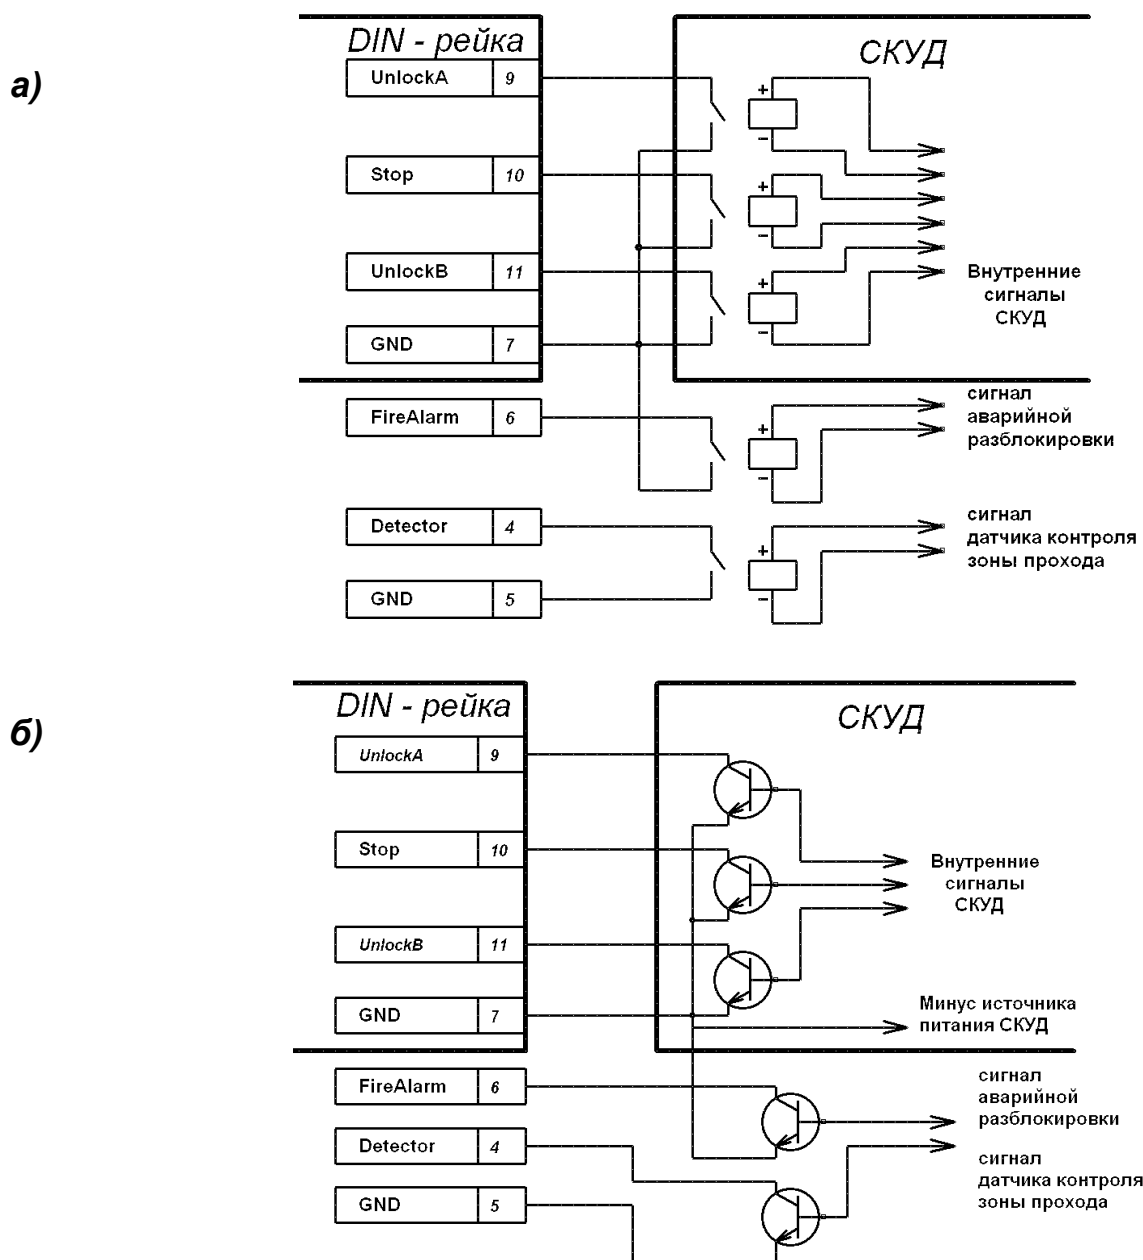 а)
DIN - рейка
СКУД
UnlockA 9
+
−
Stop 10
+
−
UnlockB 11
+
−
Внутренние
сигналы
СКУД
GND 7
FireAlarm 6
+
−
сигнал
аварийной
разблокировки
Detector 4
+
−
сигнал
датчика контроля
зоны прохода
GND 5
б)
DIN - рейка
СКУД
UnlockA 9
Stop 10
Внутренние
сигналы
СКУД
UnlockB 11
GND 7
Минус источника
питания СКУД
FireAlarm 6
сигнал
аварийной
разблокировки
Detector 4
сигнал
датчика контроля
зоны прохода
GND 5